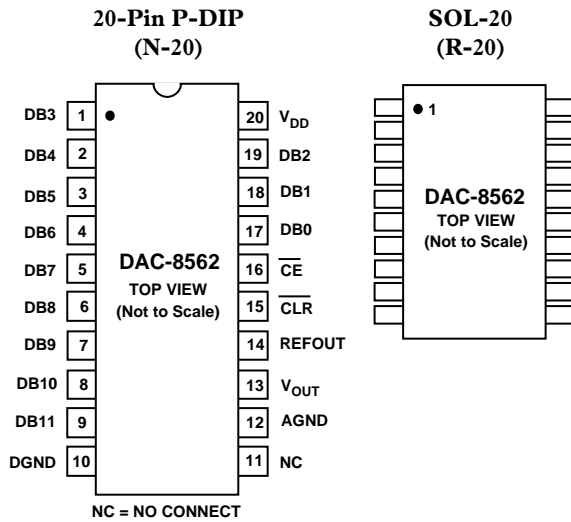 20-Pin P-DIP
(N-20)
SOL-20
(R-20)
DB3 1 20 VDD
DB4 2 19 DB2
DB5 3 18 DB1
DB6 4 17 DB0
DB7 5 16 CE
DB8 6 15 CLR
DB9 7 14 REFOUT
DB10 8 13 VOUT
DB11 9 12 AGND
DGND 10 11 NC
DAC-8562
TOP VIEW
(Not to Scale)
NC = NO CONNECT
1
DAC-8562
TOP VIEW
(Not to Scale)